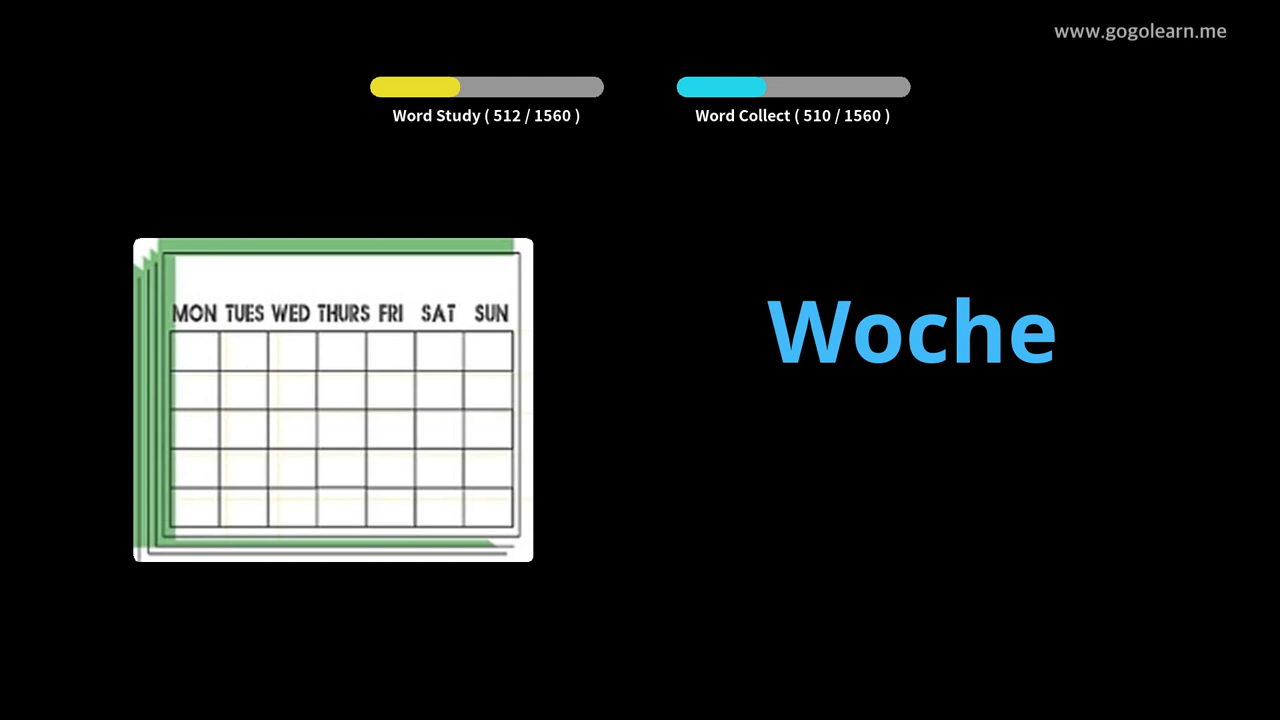 www.gogolearn.me
Word Study ( 512 / 1560 )
Word Collect ( 510 / 1560 )
MON TUES WED THURS FRI SAT SUN
Woche